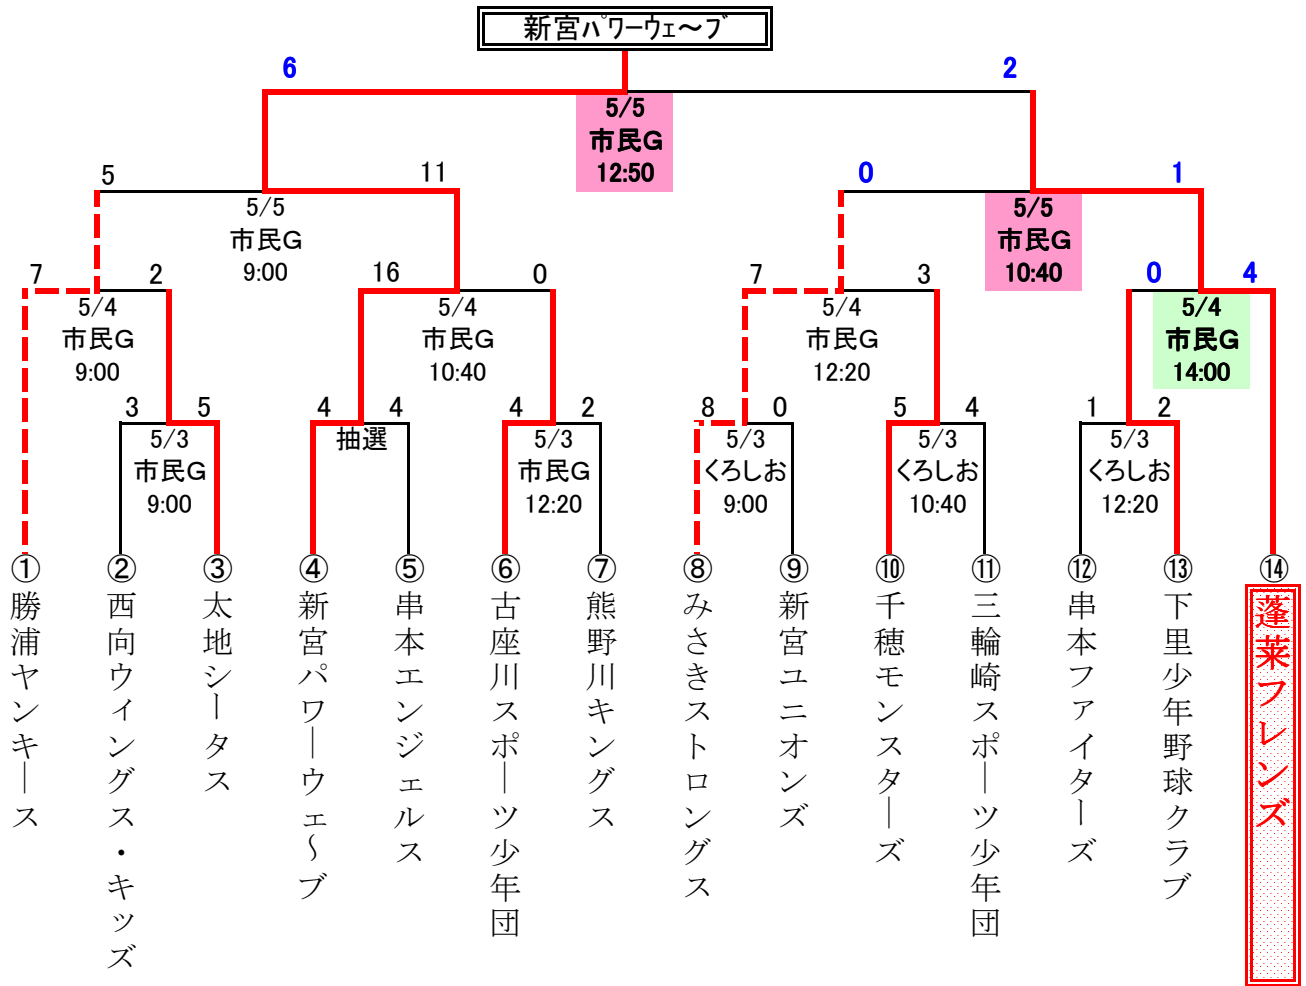 新宮パワーウェ～ブ
6
2
5/5
市民G
12:50
5
11
0
1
5/5
市民G
9:00
5/5
市民G
10:40
7
2
16
0
7
3
0
4
5/4
市民G
9:00
5/4
市民G
10:40
5/4
市民G
12:20
5/4
市民G
14:00
3
5
4
4
4
2
8
0
5
4
1
2
5/3
市民G
9:00
抽選
5/3
市民G
12:20
5/3
くろしお
9:00
5/3
くろしお
10:40
5/3
くろしお
12:20
①勝浦ヤンキース
②西向ウィングス・キッズ
③太地シータス
④新宮パワーウェ～ブ
⑤串本エンジェルス
⑥古座川スポーツ少年団
⑦熊野川キングス
⑧みさきストロングス
⑨新宮ユニオンズ
⑩千穂モンスターズ
⑪三輪崎スポーツ少年団
⑫串本ファイターズ
⑬下里少年野球クラブ
⑭蓬莱フレンズ